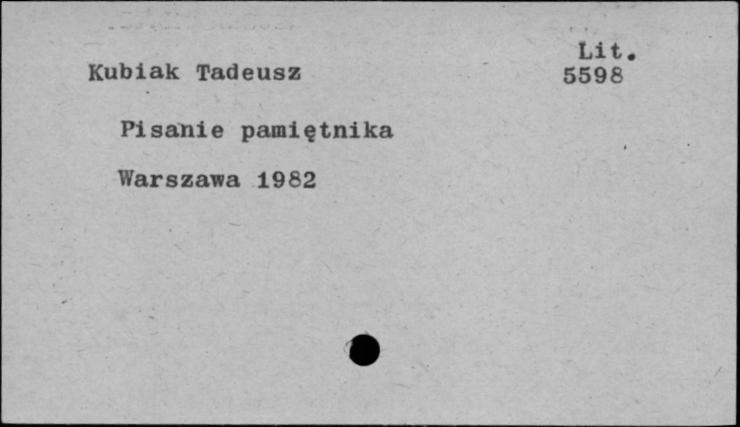 Lit.
Kubiak Tadeusz 5598
Pisanie pamiętnika
Warszawa 1982